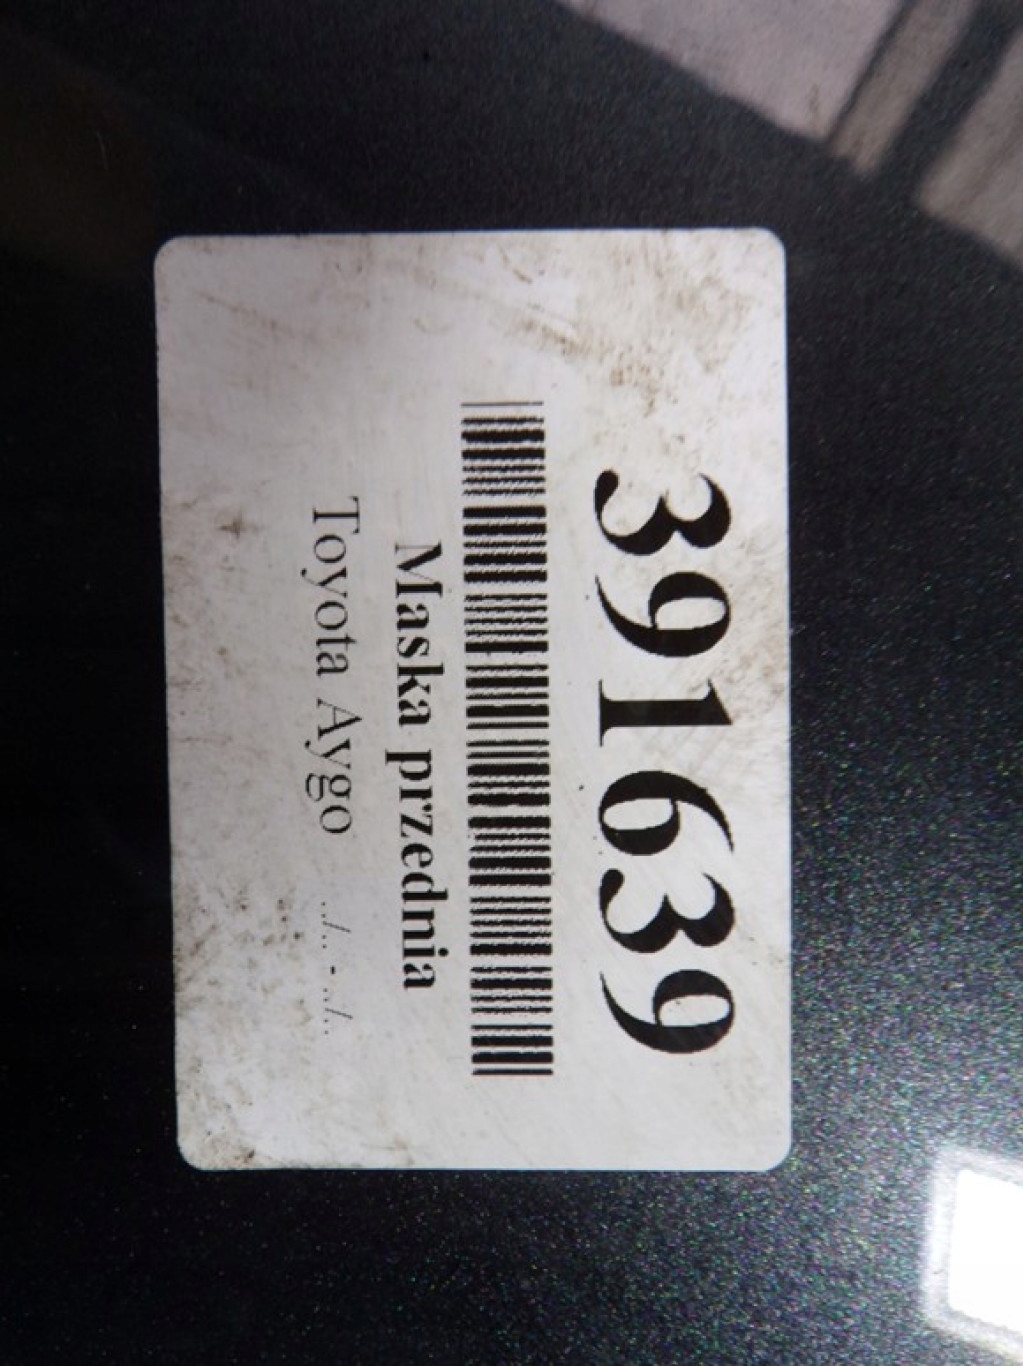 391639
Maska przednia
Toyota Aygo ../.. - ../..